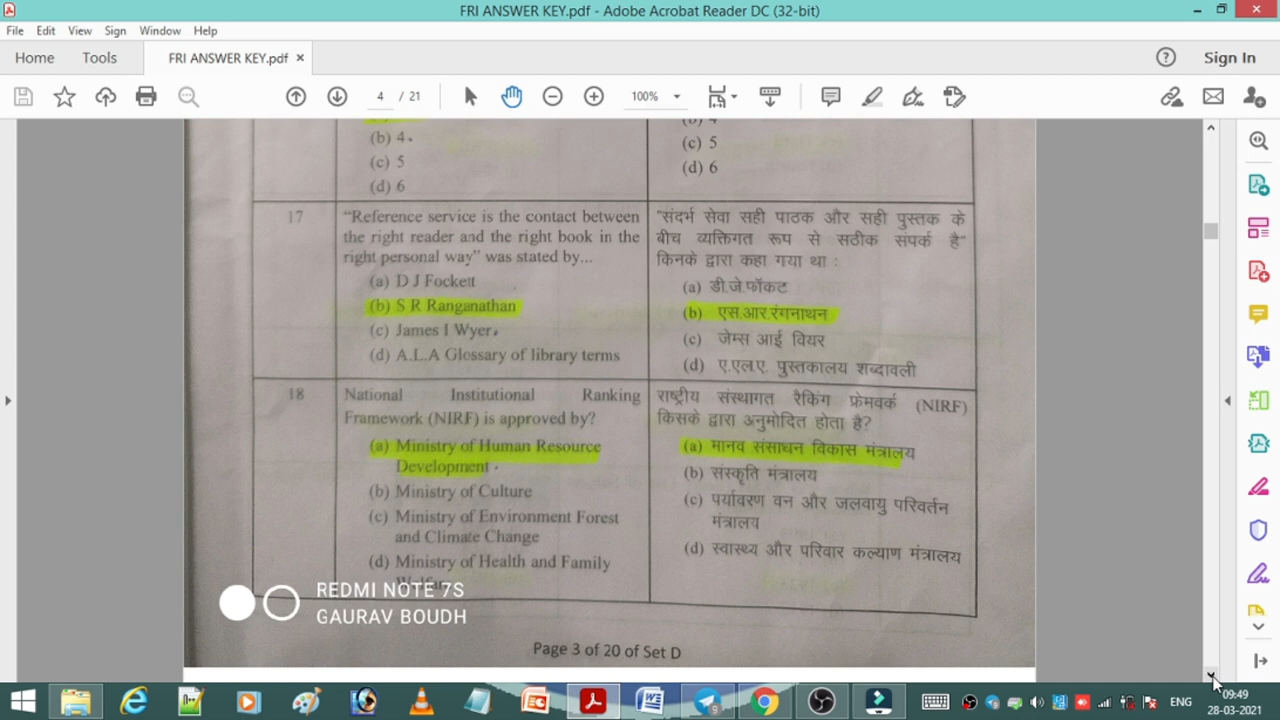 FRI ANSWER KEY.pdf - Adobe Acrobat Reader DC (32-bit)
File Edit View Sign Window Help
Home Tools FRI ANSWER KEY.pdf × Sign In
4 / 21 100%
(b) 4
(c) 5
(d) 6
(b) 4
(c) 5
(d) 6
17
“Reference service is the contact between
the right reader and the right book in the
right personal way” was stated by...
(a) D J Fockett
(b) S R Ranganathan
(c) James I Wyer
(d) A.L.A Glossary of library terms
"संदर्भ सेवा सही पाठक और सही पुस्तक के
बीच व्यक्तिगत रूप से सठीक संपर्क है"
किनके द्वारा कहा गया था :
(a) डी.जे.फॉकट
(b) एस.आर.रंगनाथन
(c) जेम्स आई वियर
(d) ए.एल.ए. पुस्तकालय शब्दावली
18
National Institutional Ranking
Framework (NIRF) is approved by?
(a) Ministry of Human Resource
Development
(b) Ministry of Culture
(c) Ministry of Environment Forest
and Climate Change
(d) Ministry of Health and Family
राष्ट्रीय संस्थागत रैकिंग फ्रेमवर्क (NIRF)
किसके द्वारा अनुमोदित होता है?
(a) मानव संसाधन विकास मंत्रालय
(b) संस्कृति मंत्रालय
(c) पर्यावरण वन और जलवायु परिवर्तन
मंत्रालय
(d) स्वास्थ्य और परिवार कल्याण मंत्रालय
REDMI NOTE 7S
GAURAV BOUDH
Page 3 of 20 of Set D
ENG
09:49
28-03-2021